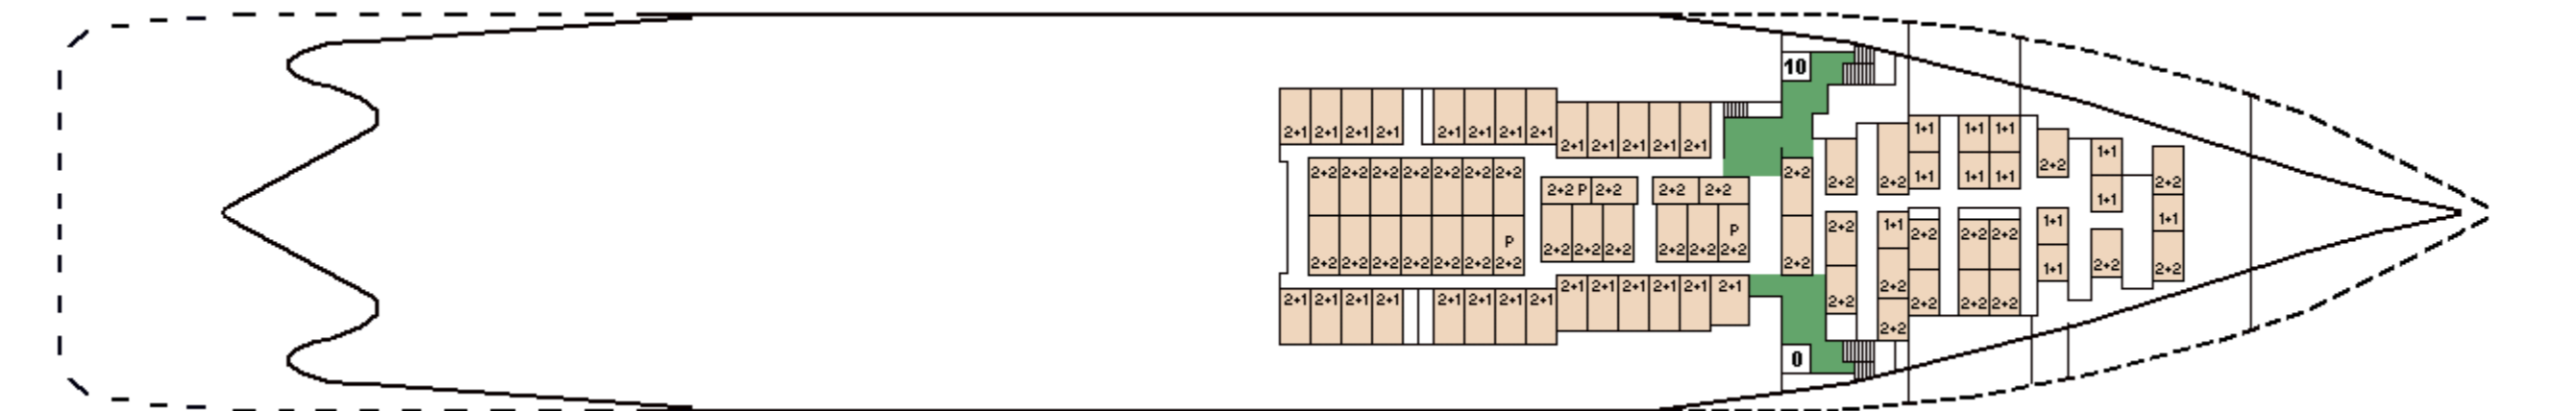 10
2+1 2+1 2+1 2+1 2+1 2+1 2+1 2+1 2+1 2+1 2+1 2+1 2+1
1+1 1+1 1+1 2+2 1+1
2+2 2+2 1+1 1+1 1+1 1+1
2+2 2+2 2+2 2+2 2+2 2+2 2+2 2+2 P 2+2 2+2 2+2 2+2 2+2
2+2 1+1 2+2 2+2 2+2 1+1 1+1
P P
2+2 2+2 2+2 2+2 2+2 2+2 2+2 2+2 2+2 2+2 2+2 2+2 2+2 2+2 1+1 2+2 2+2
2+1 2+1 2+1 2+1 2+1 2+1 2+1 2+1 2+1 2+1 2+1 2+1 2+1 2+1 2+2 2+2 2+2 2+2 2+2
2+2
0